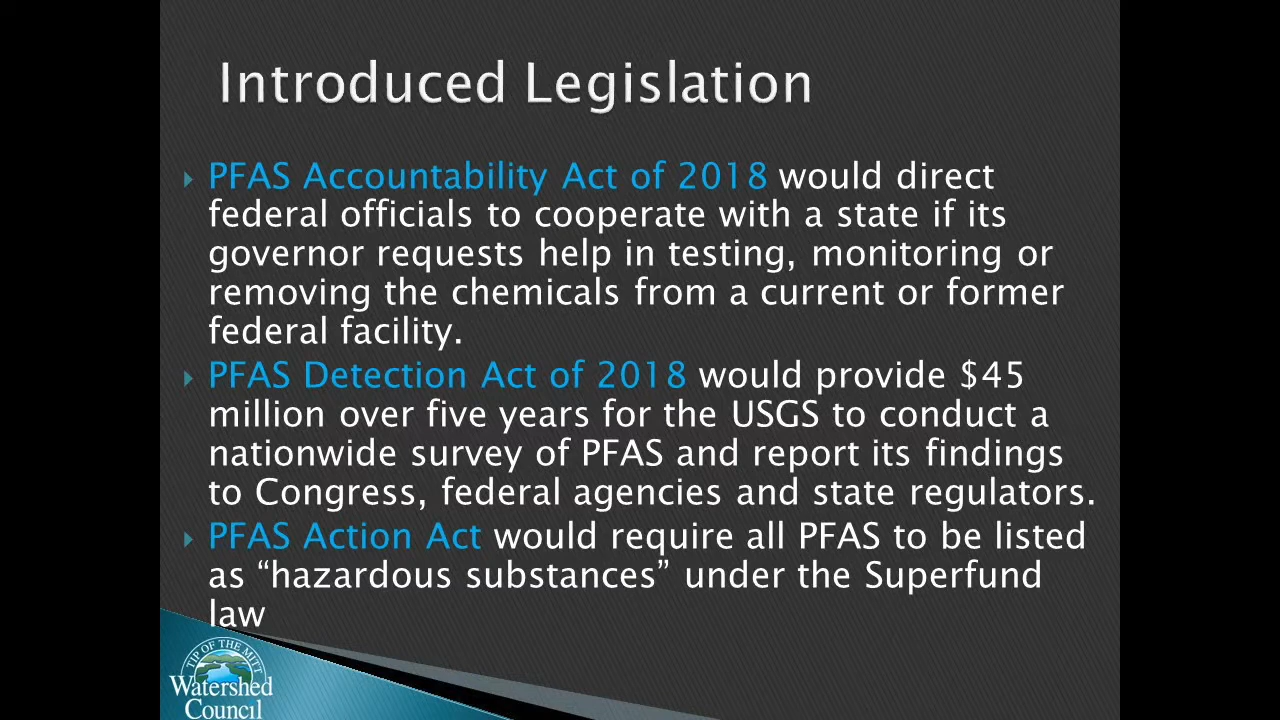 Introduced Legislation
PFAS Accountability Act of 2018 would direct
federal officials to cooperate with a state if its
governor requests help in testing, monitoring or
removing the chemicals from a current or former
federal facility.
PFAS Detection Act of 2018 would provide $45
million over five years for the USGS to conduct a
nationwide survey of PFAS and report its findings
to Congress, federal agencies and state regulators.
PFAS Action Act would require all PFAS to be listed
as “hazardous substances” under the Superfund
law
TIP OF THE MITT
Watershed
Council